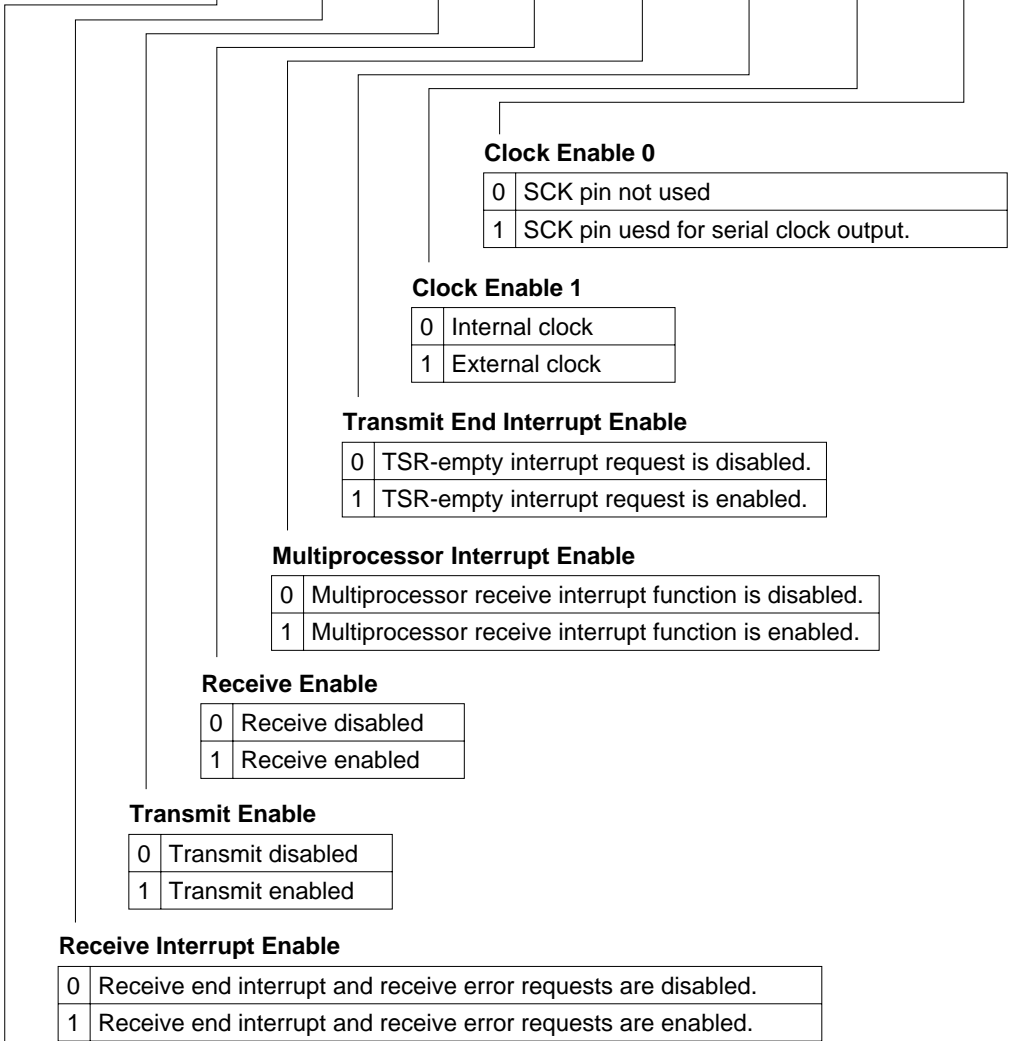 Clock Enable 0
0 SCK pin not used
1 SCK pin uesd for serial clock output.
Clock Enable 1
0 Internal clock
1 External clock
Transmit End Interrupt Enable
0 TSR-empty interrupt request is disabled.
1 TSR-empty interrupt request is enabled.
Multiprocessor Interrupt Enable
0 Multiprocessor receive interrupt function is disabled.
1 Multiprocessor receive interrupt function is enabled.
Receive Enable
0 Receive disabled
1 Receive enabled
Transmit Enable
0 Transmit disabled
1 Transmit enabled
Receive Interrupt Enable
0 Receive end interrupt and receive error requests are disabled.
1 Receive end interrupt and receive error requests are enabled.